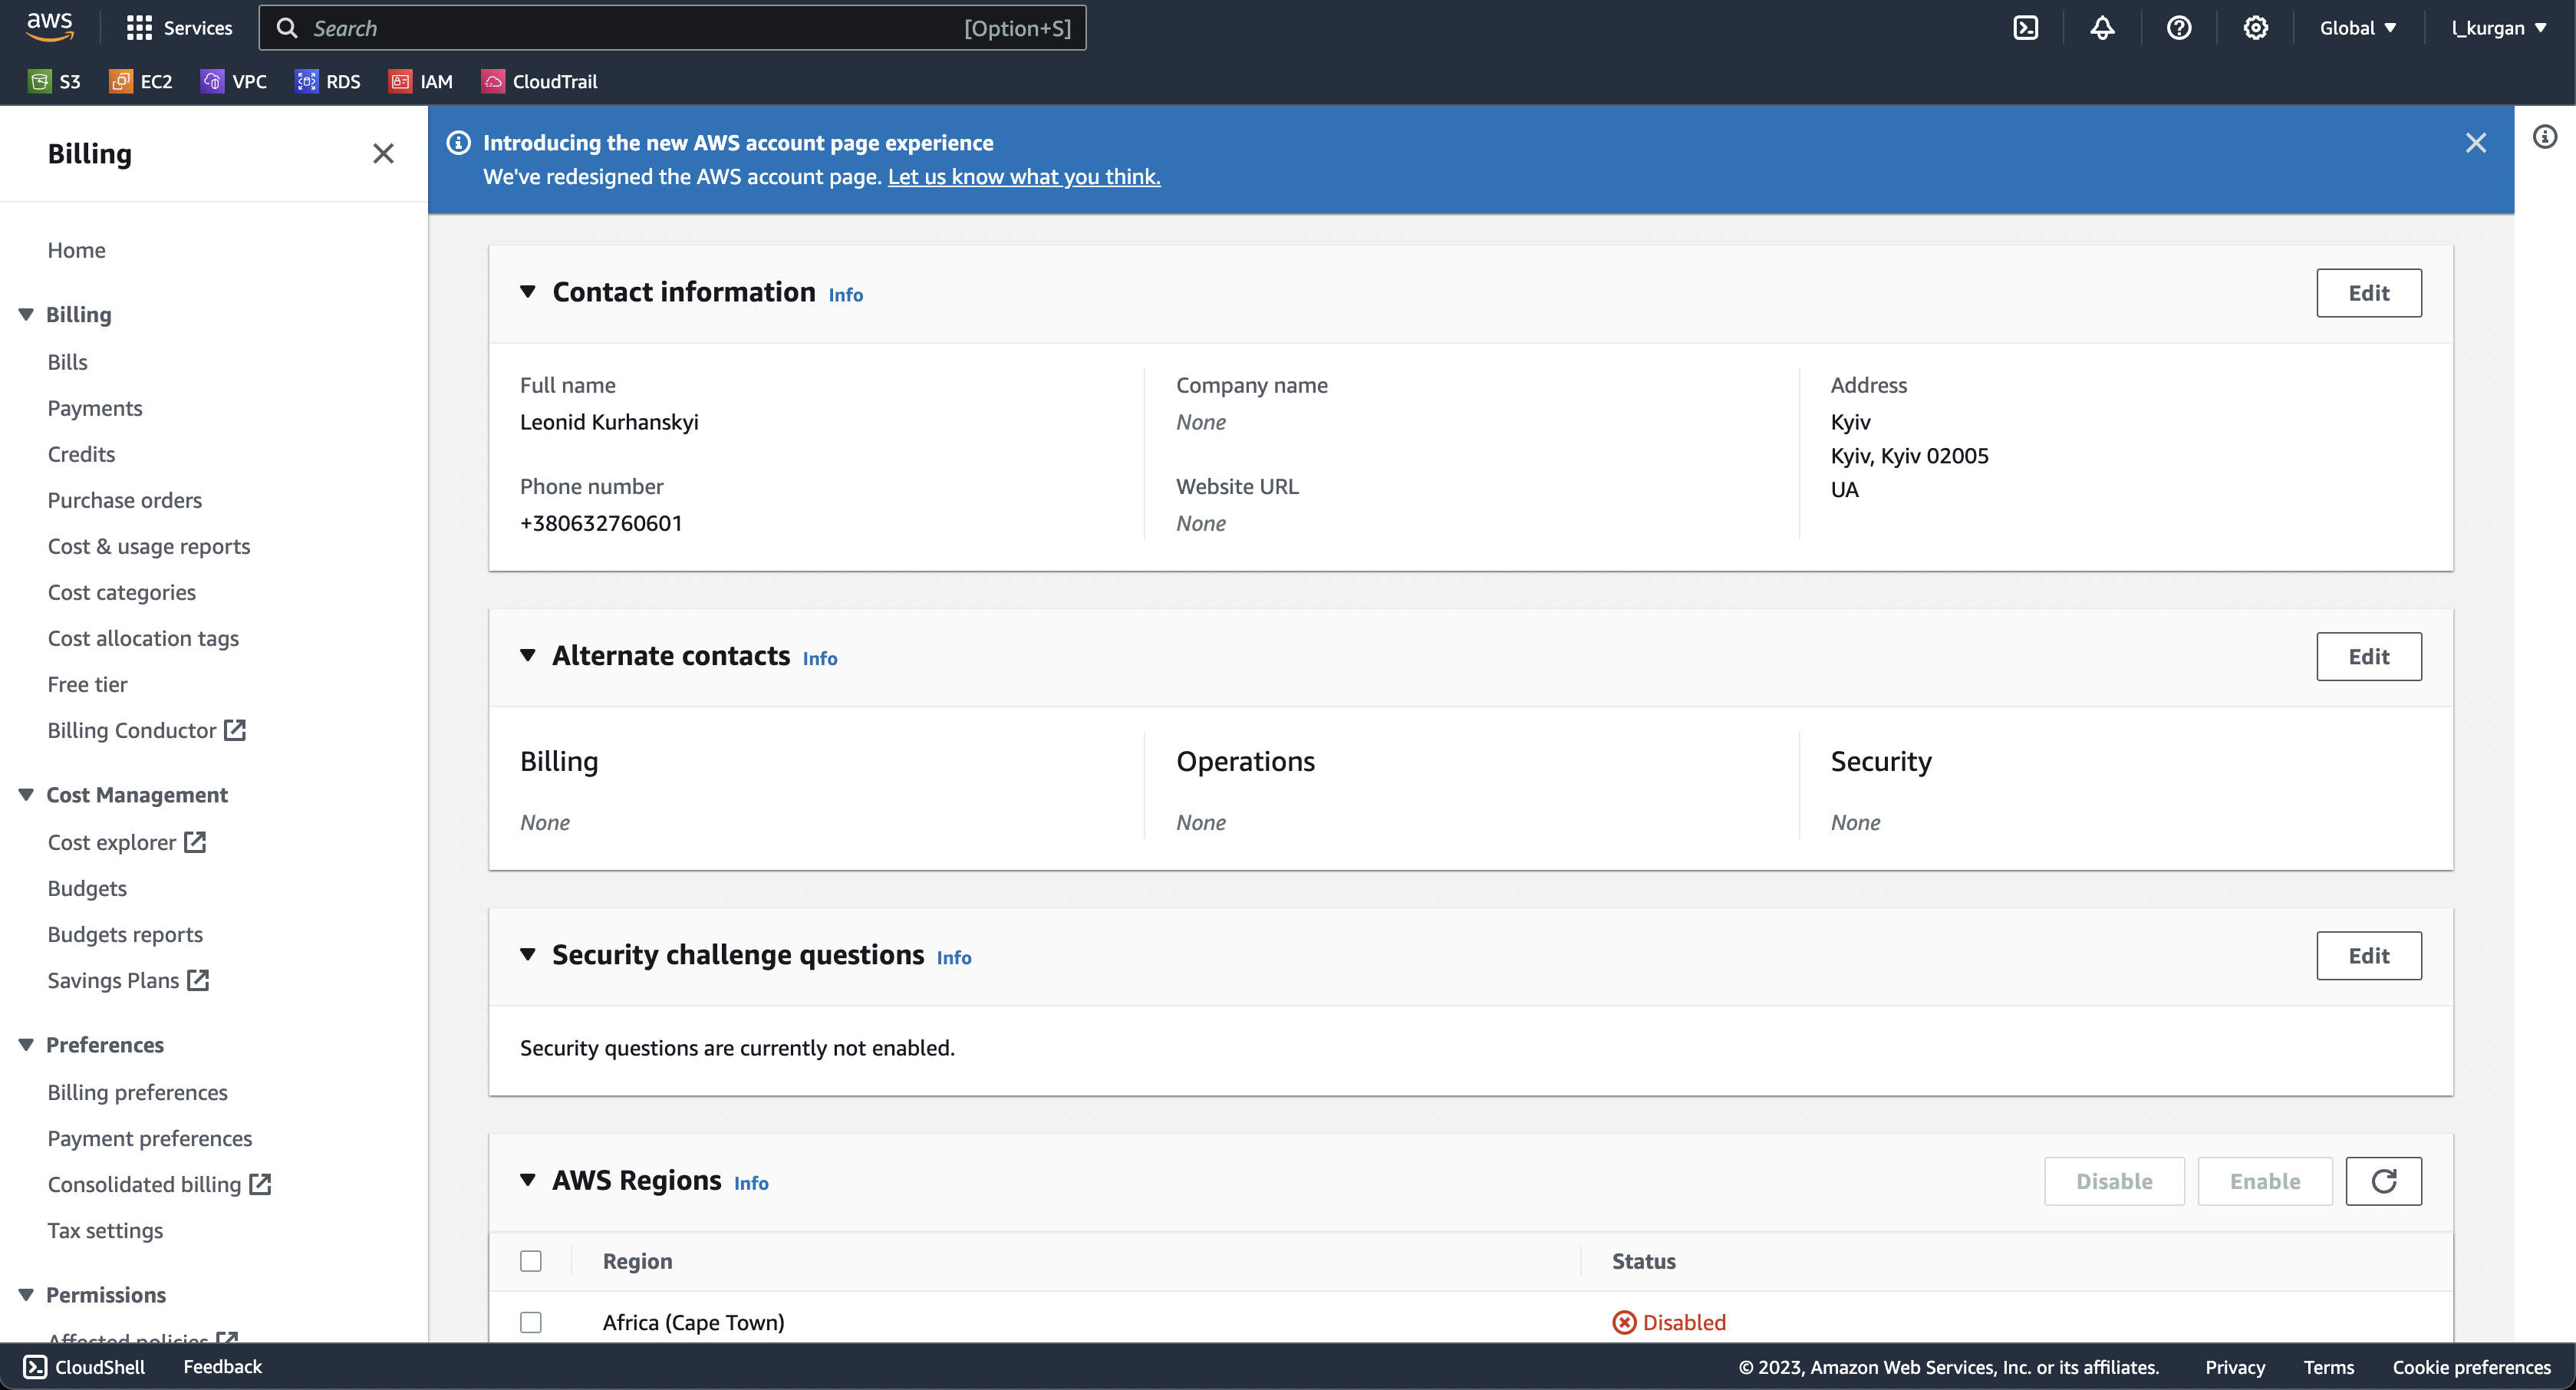 aws
Services
Search
[Option+S]
Global
l_kurgan
S3
EC2
VPC
RDS
IAM
CloudTrail
Billing
Home
Billing
Bills
Payments
Credits
Purchase orders
Cost & usage reports
Cost categories
Cost allocation tags
Free tier
Billing Conductor
Cost Management
Cost explorer
Budgets
Budgets reports
Savings Plans
Preferences
Billing preferences
Payment preferences
Consolidated billing
Tax settings
Permissions
Affected policies
Introducing the new AWS account page experience
We've redesigned the AWS account page. Let us know what you think.
Contact information Info
Edit
Full name
Leonid Kurhanskyi
Phone number
+380632760601
Company name
None
Website URL
None
Address
Kyiv
Kyiv, Kyiv 02005
UA
Alternate contacts Info
Edit
Billing
None
Operations
None
Security
None
Security challenge questions Info
Edit
Security questions are currently not enabled.
AWS Regions Info
Disable
Enable
Region
Status
Africa (Cape Town)
Disabled
CloudShell
Feedback
© 2023, Amazon Web Services, Inc. or its affiliates.
Privacy
Terms
Cookie preferences